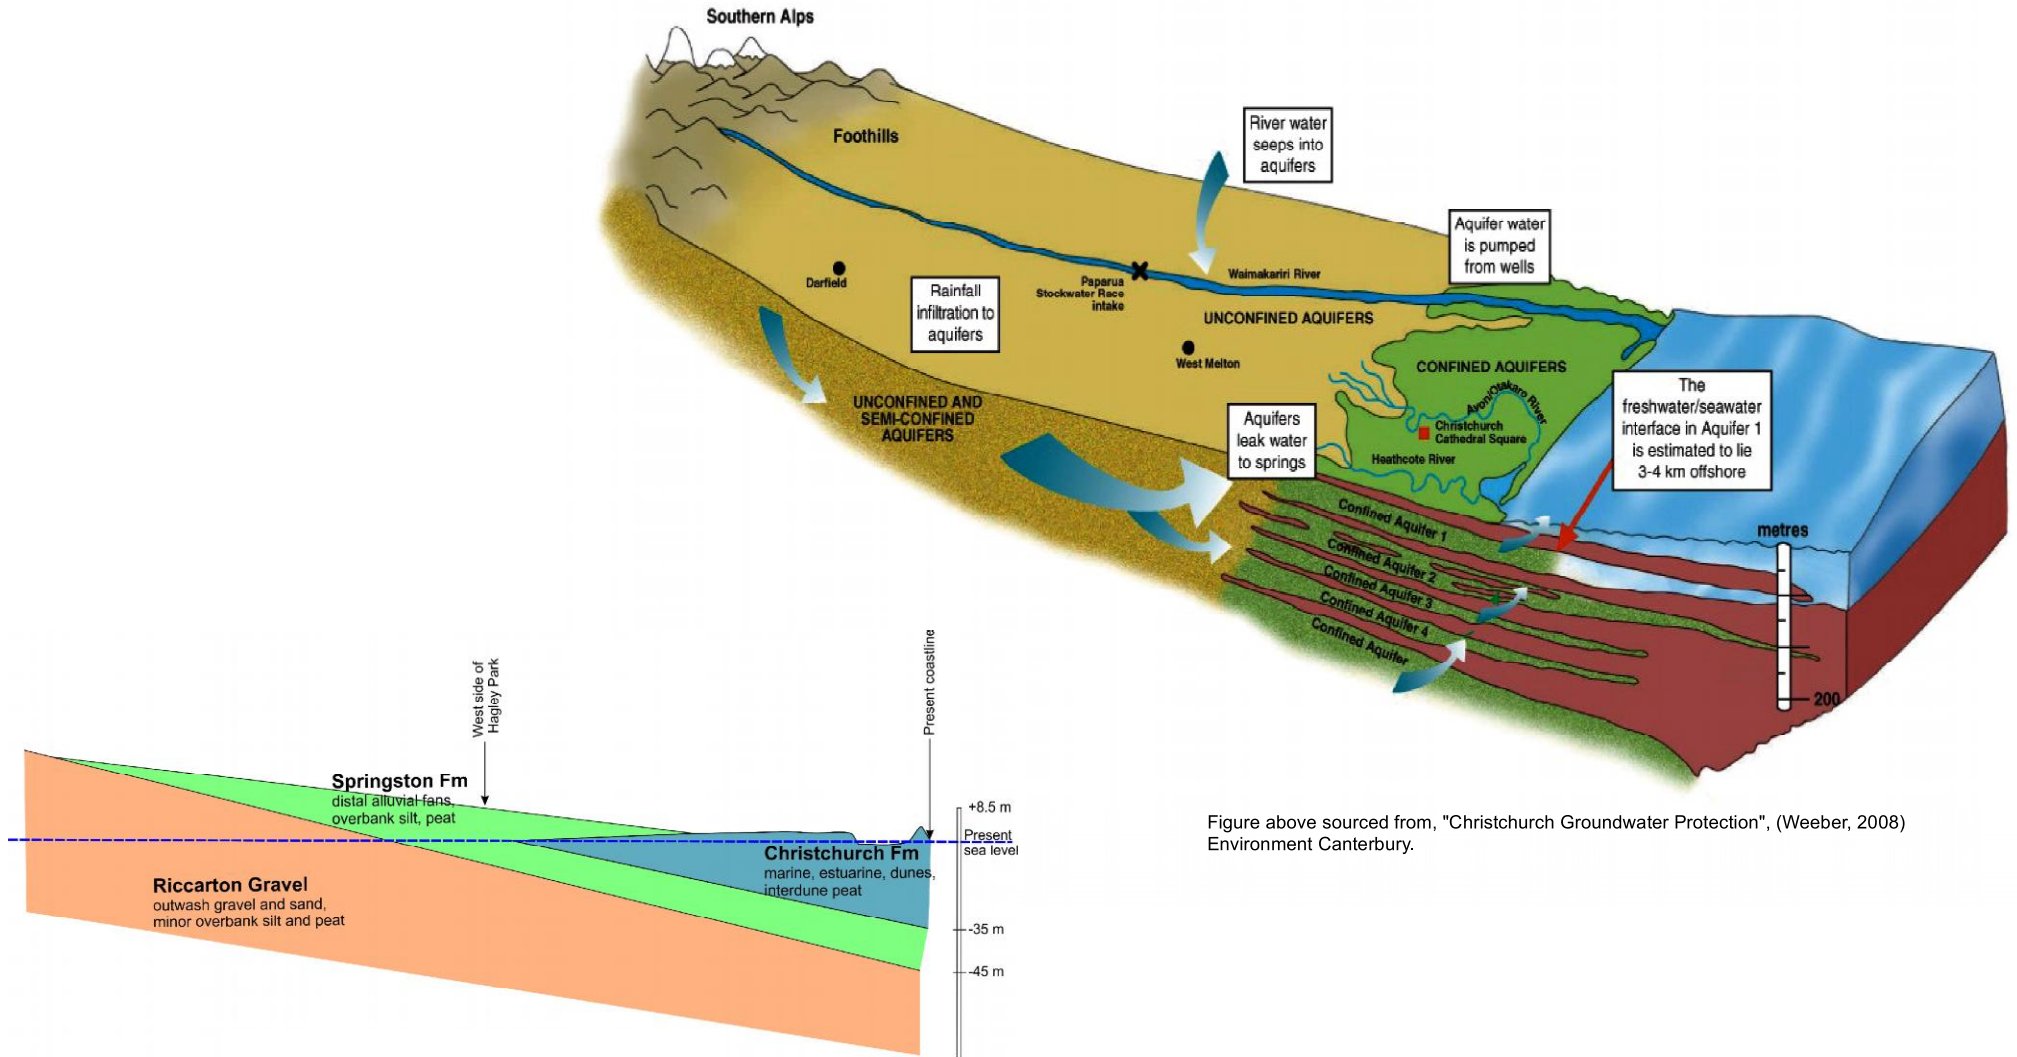 Southern Alps
Foothills
River water
seeps into
aquifers
Aquifer water
is pumped
from wells
Darfield
Rainfall
infiltration to
aquifers
Paparua
Stockwater Race
intake
Waimakariri River
UNCONFINED AQUIFERS
West Melton
CONFINED AQUIFERS
Avon/Otakaro River
Christchurch
Cathedral Square
Heathcote River
The
freshwater/seawater
interface in Aquifer 1
is estimated to lie
3-4 km offshore
UNCONFINED AND
SEMI-CONFINED
AQUIFERS
Aquifers
leak water
to springs
Confined Aquifer 1
Confined Aquifer 2
Confined Aquifer 3
Confined Aquifer 4
Confined Aquifer
metres
200
West side of
Hagley Park
Present coastline
Springston Fm
distal alluvial fans,
overbank silt, peat
+8.5 m
Present
sea level
Christchurch Fm
marine, estuarine, dunes,
interdune peat
Riccarton Gravel
outwash gravel and sand,
minor overbank silt and peat
-35 m
-45 m
Figure above sourced from, "Christchurch Groundwater Protection", (Weeber, 2008)
Environment Canterbury.